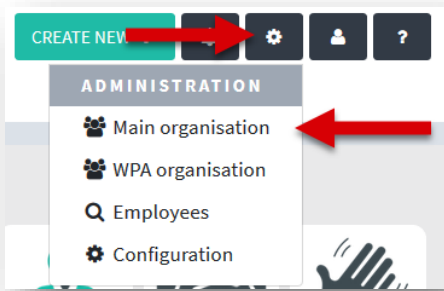 CREATE NEW
?
ADMINISTRATION
Main organisation
WPA organisation
Employees
Configuration